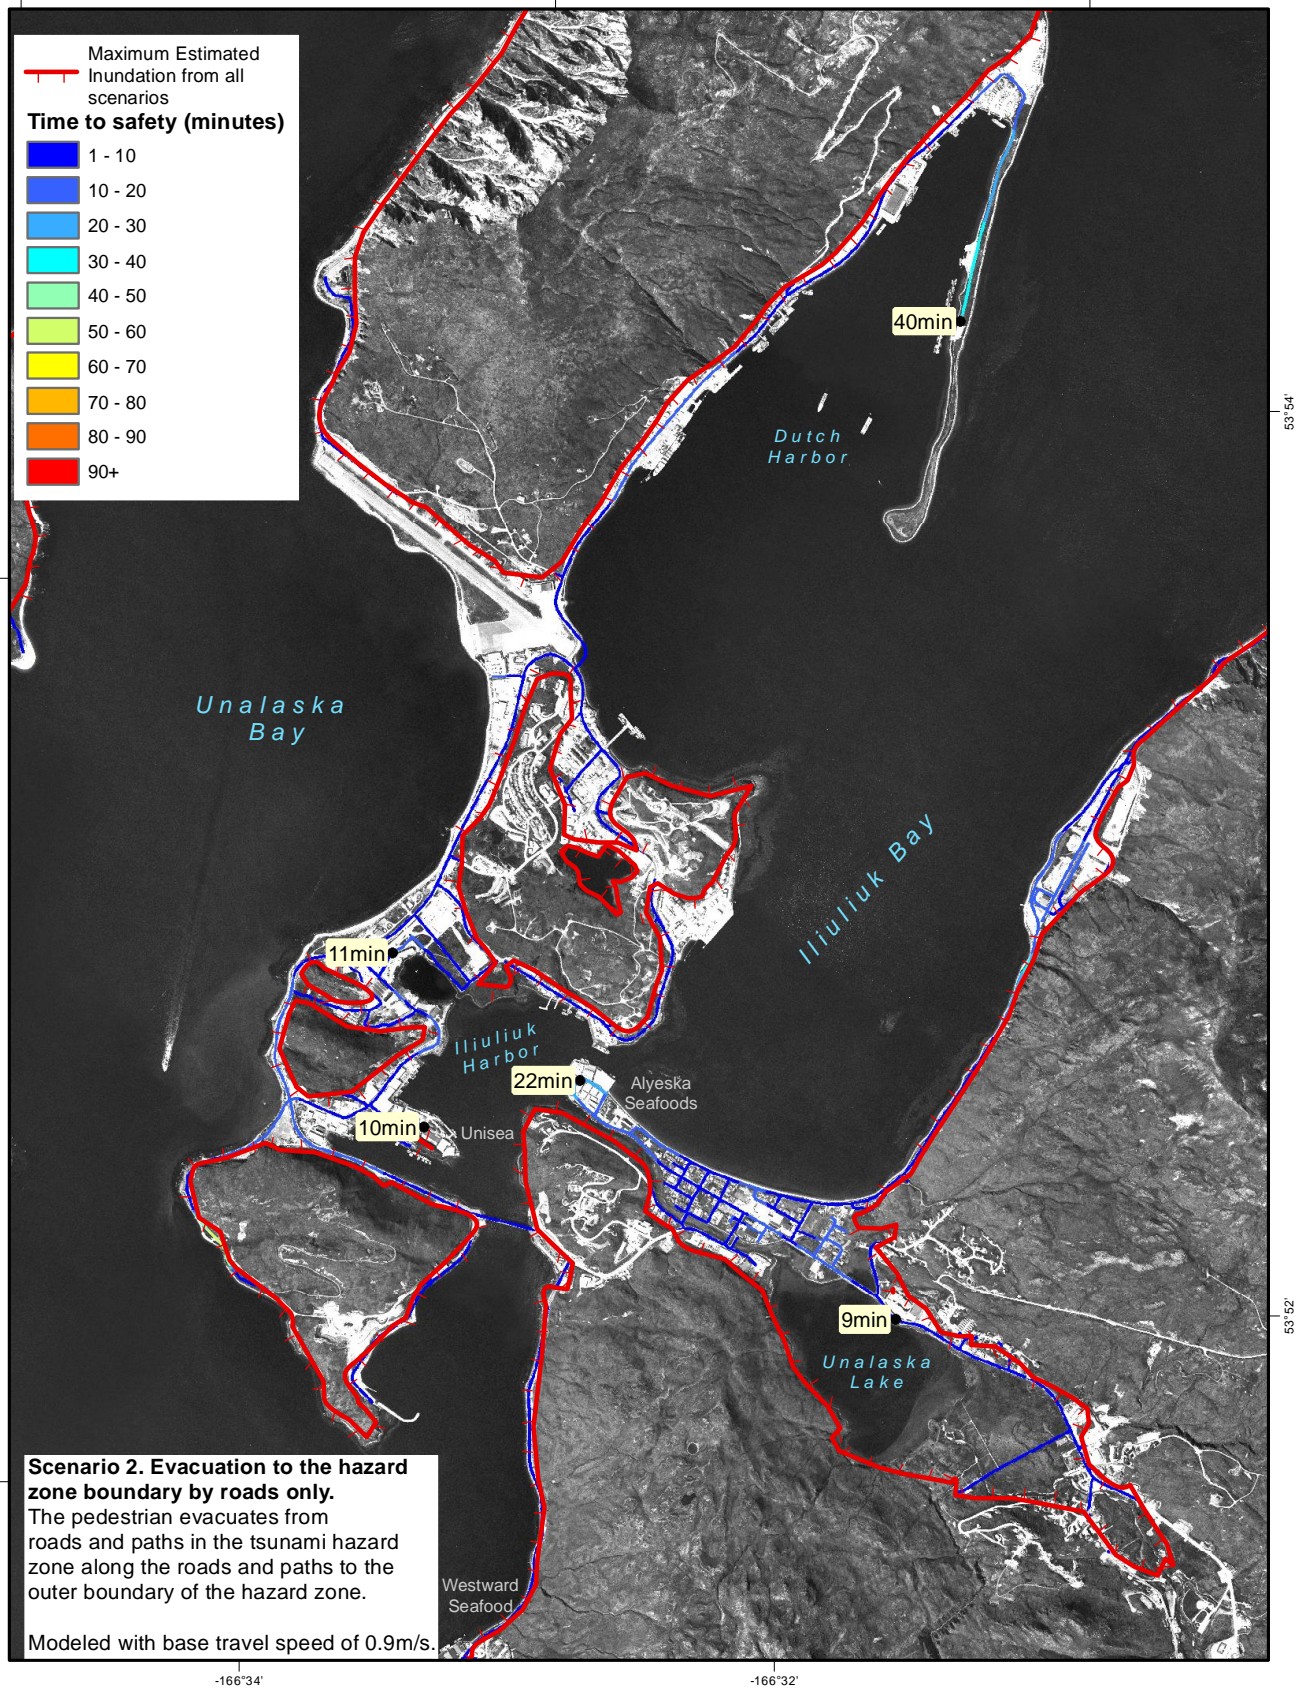 Maximum Estimated
Inundation from all
scenarios
Time to safety (minutes)
1 - 10
10 - 20
20 - 30
30 - 40
40 - 50
50 - 60
60 - 70
70 - 80
80 - 90
90+
40min
53°54'
Dutch
Harbor
Unalaska
Bay
Iliuliuk Bay
11min
Iliuliuk
Harbor
22min
Alyeska
Seafoods
10min
Unisea
53°52'
9min
Unalaska
Lake
Scenario 2. Evacuation to the hazard
zone boundary by roads only.
The pedestrian evacuates from
roads and paths in the tsunami hazard
zone along the roads and paths to the
outer boundary of the hazard zone.
Modeled with base travel speed of 0.9m/s.
Westward
Seafood
-166°34'
-166°32'